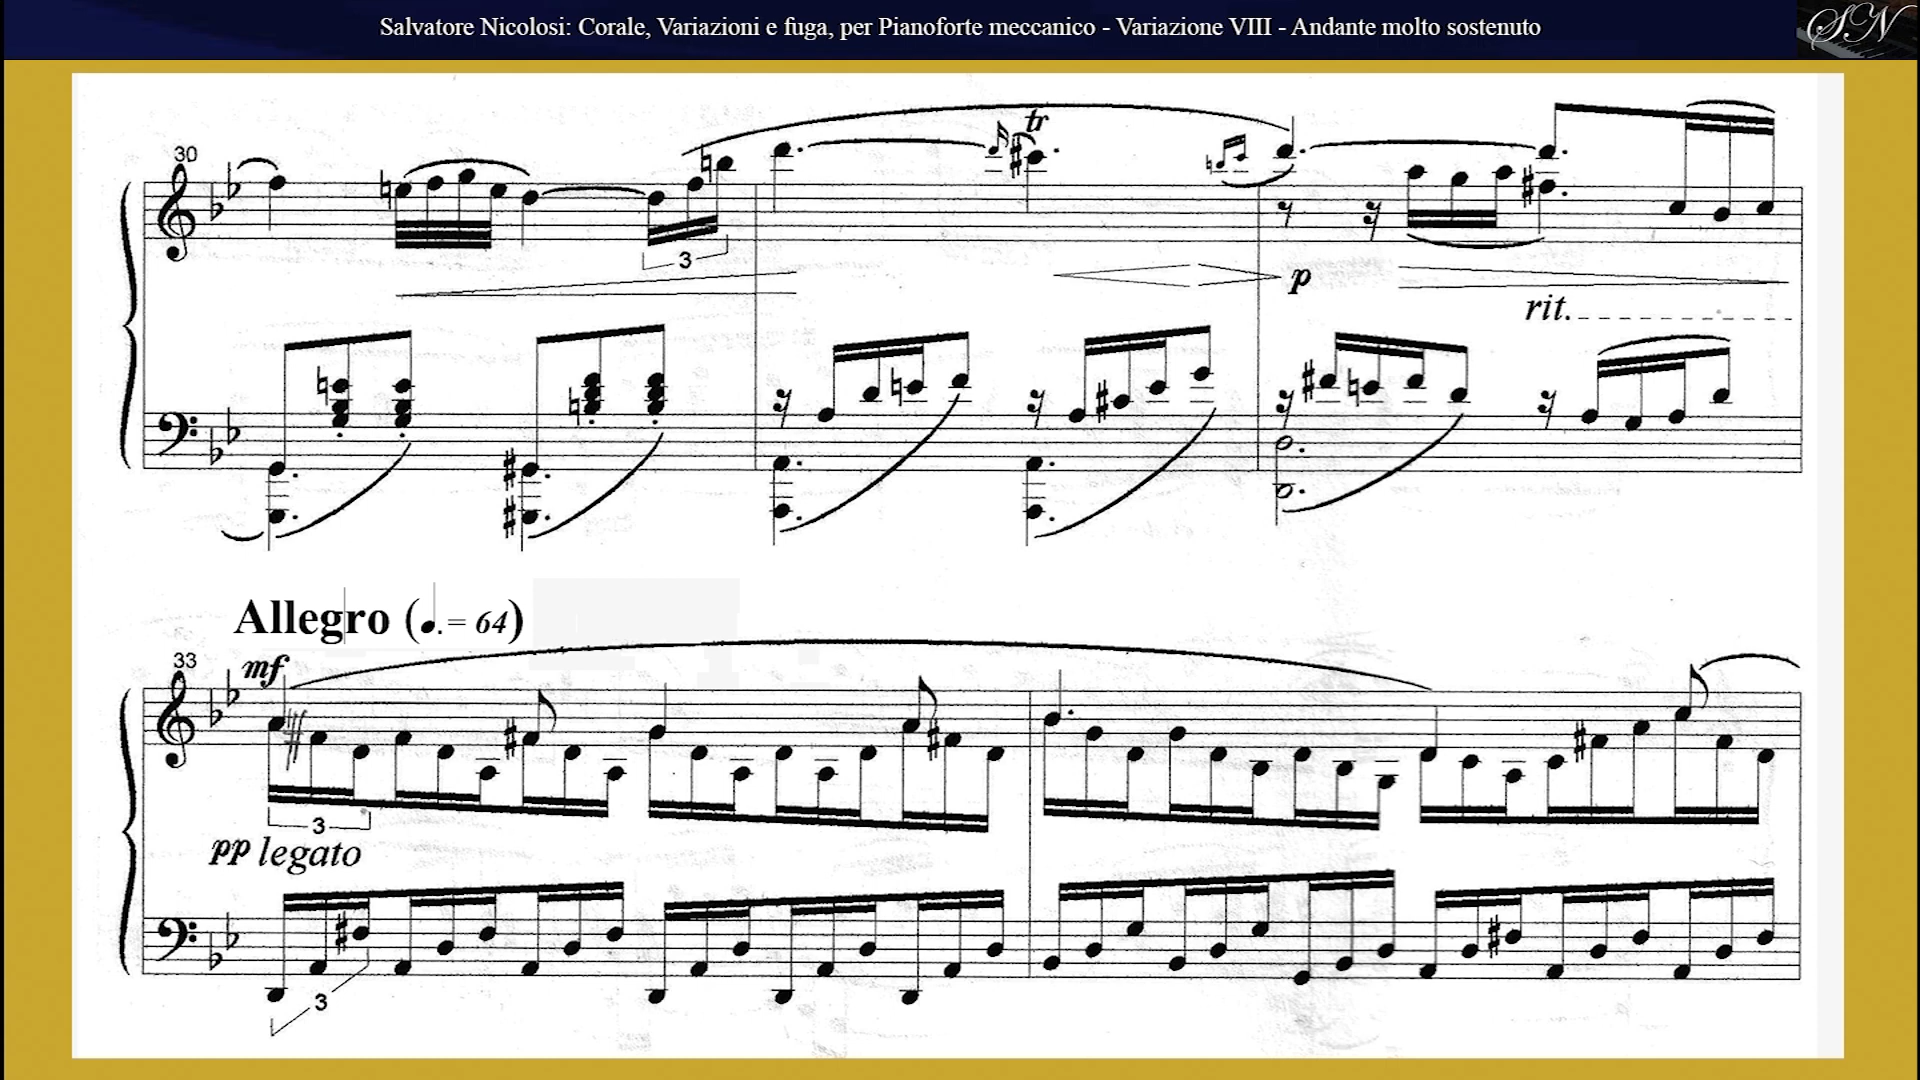 Salvatore Nicolosi: Corale, Variazioni e fuga, per Pianoforte meccanico - Variazione VIII - Andante molto sostenuto
SN
30
tr
3
p
rit.
Allegro (♩. = 64)
33
mf
3
pp legato
3